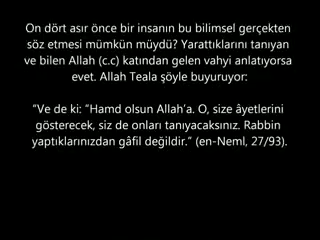 On dört asır önce bir insanın bu bilimsel gerçekten
söz etmesi mümkün müydü? Yarattıklarını tanıyan
ve bilen Allah (c.c) katından gelen vahyi anlatıyorsa
evet. Allah Teala şöyle buyuruyor:
“Ve de ki: “Hamd olsun Allah’a. O, size âyetlerini
gösterecek, siz de onları tanıyacaksınız. Rabbin
yaptıklarınızdan gâfil değildir.” (en-Neml, 27/93).